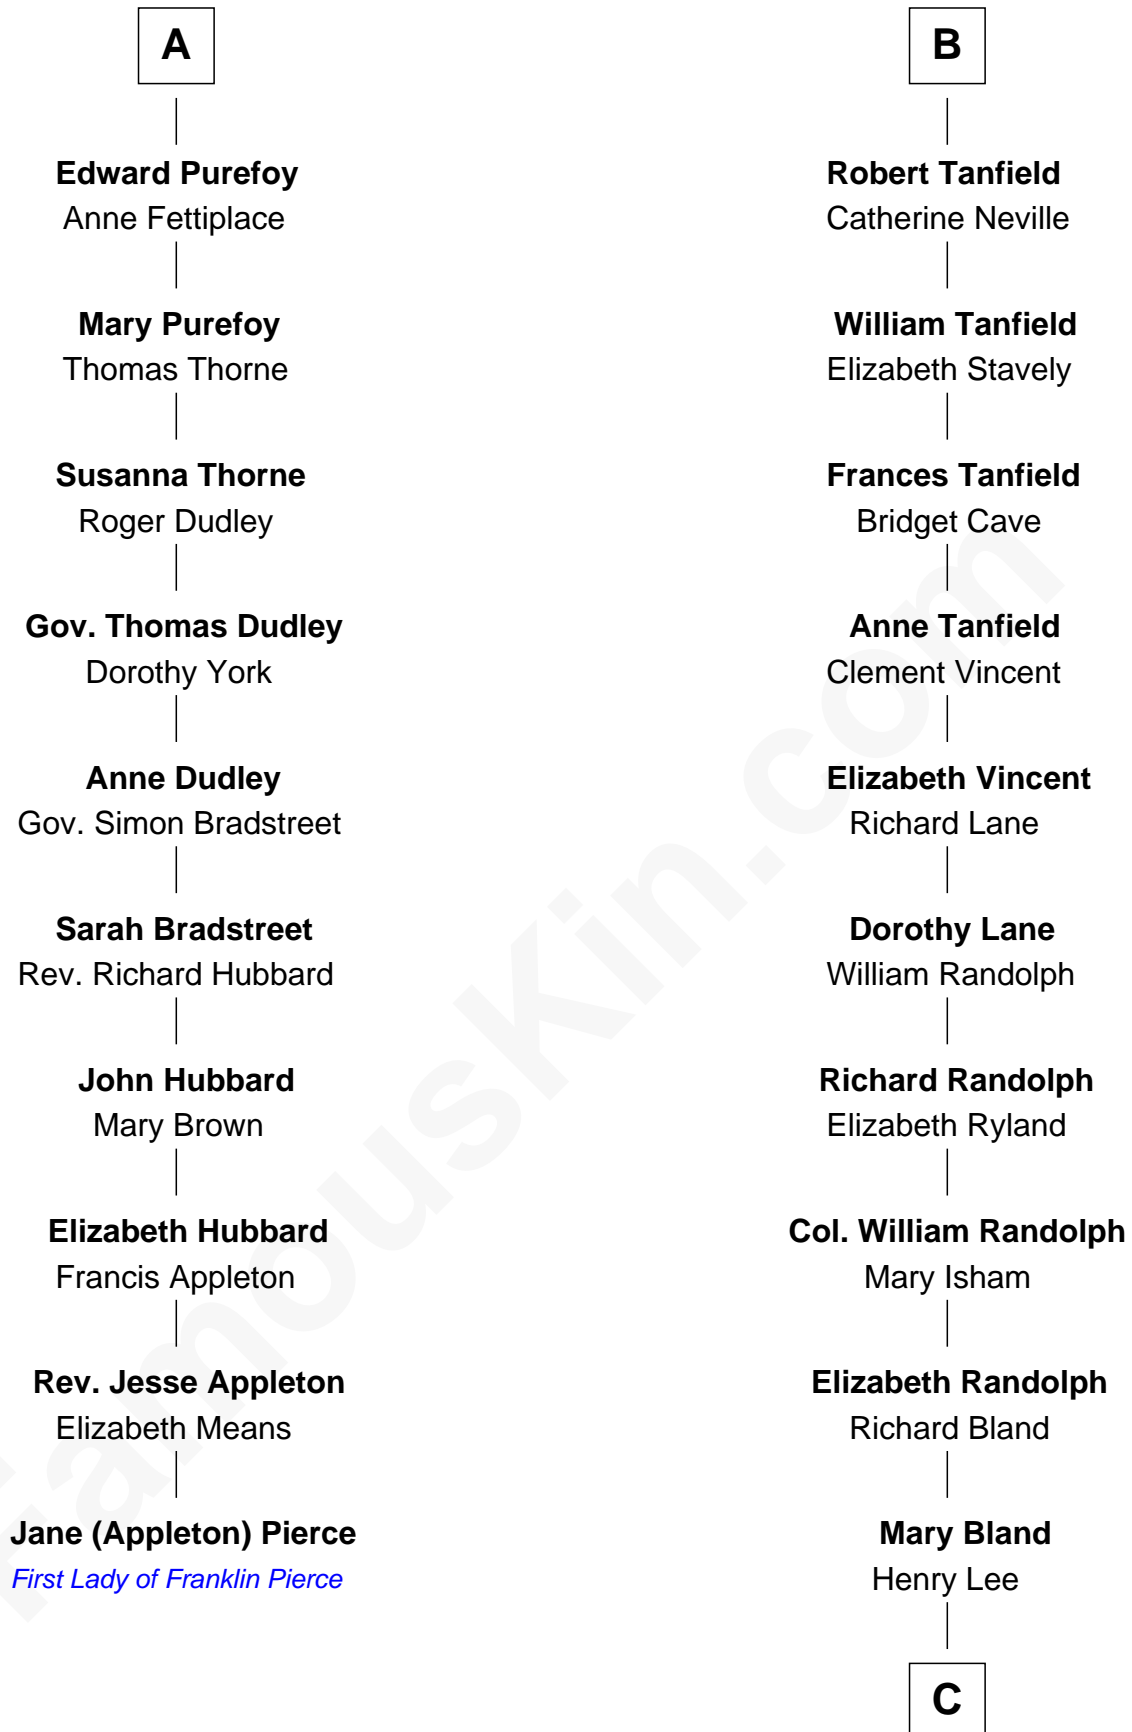 A
Edward Purefoy
Anne Fettiplace
Mary Purefoy
Thomas Thorne
Susanna Thorne
Roger Dudley
Gov. Thomas Dudley
Dorothy York
Anne Dudley
Gov. Simon Bradstreet
Sarah Bradstreet
Rev. Richard Hubbard
John Hubbard
Mary Brown
Elizabeth Hubbard
Francis Appleton
Rev. Jesse Appleton
Elizabeth Means
Jane (Appleton) Pierce
First Lady of Franklin Pierce
B
Robert Tanfield
Catherine Neville
William Tanfield
Elizabeth Stavely
Frances Tanfield
Bridget Cave
Anne Tanfield
Clement Vincent
Elizabeth Vincent
Richard Lane
Dorothy Lane
William Randolph
Richard Randolph
Elizabeth Ryland
Col. William Randolph
Mary Isham
Elizabeth Randolph
Richard Bland
Mary Bland
Henry Lee
C
FamousKin.com